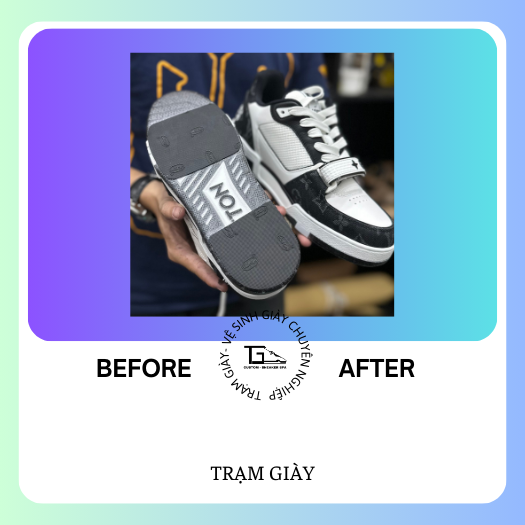 TON
BEFORE
AFTER
TRẠM GIÀY - VỆ SINH GIÀY CHUYÊN NGHIỆP
TG
CUSTOM - SNEAKER SPA
TRẠM GIÀY